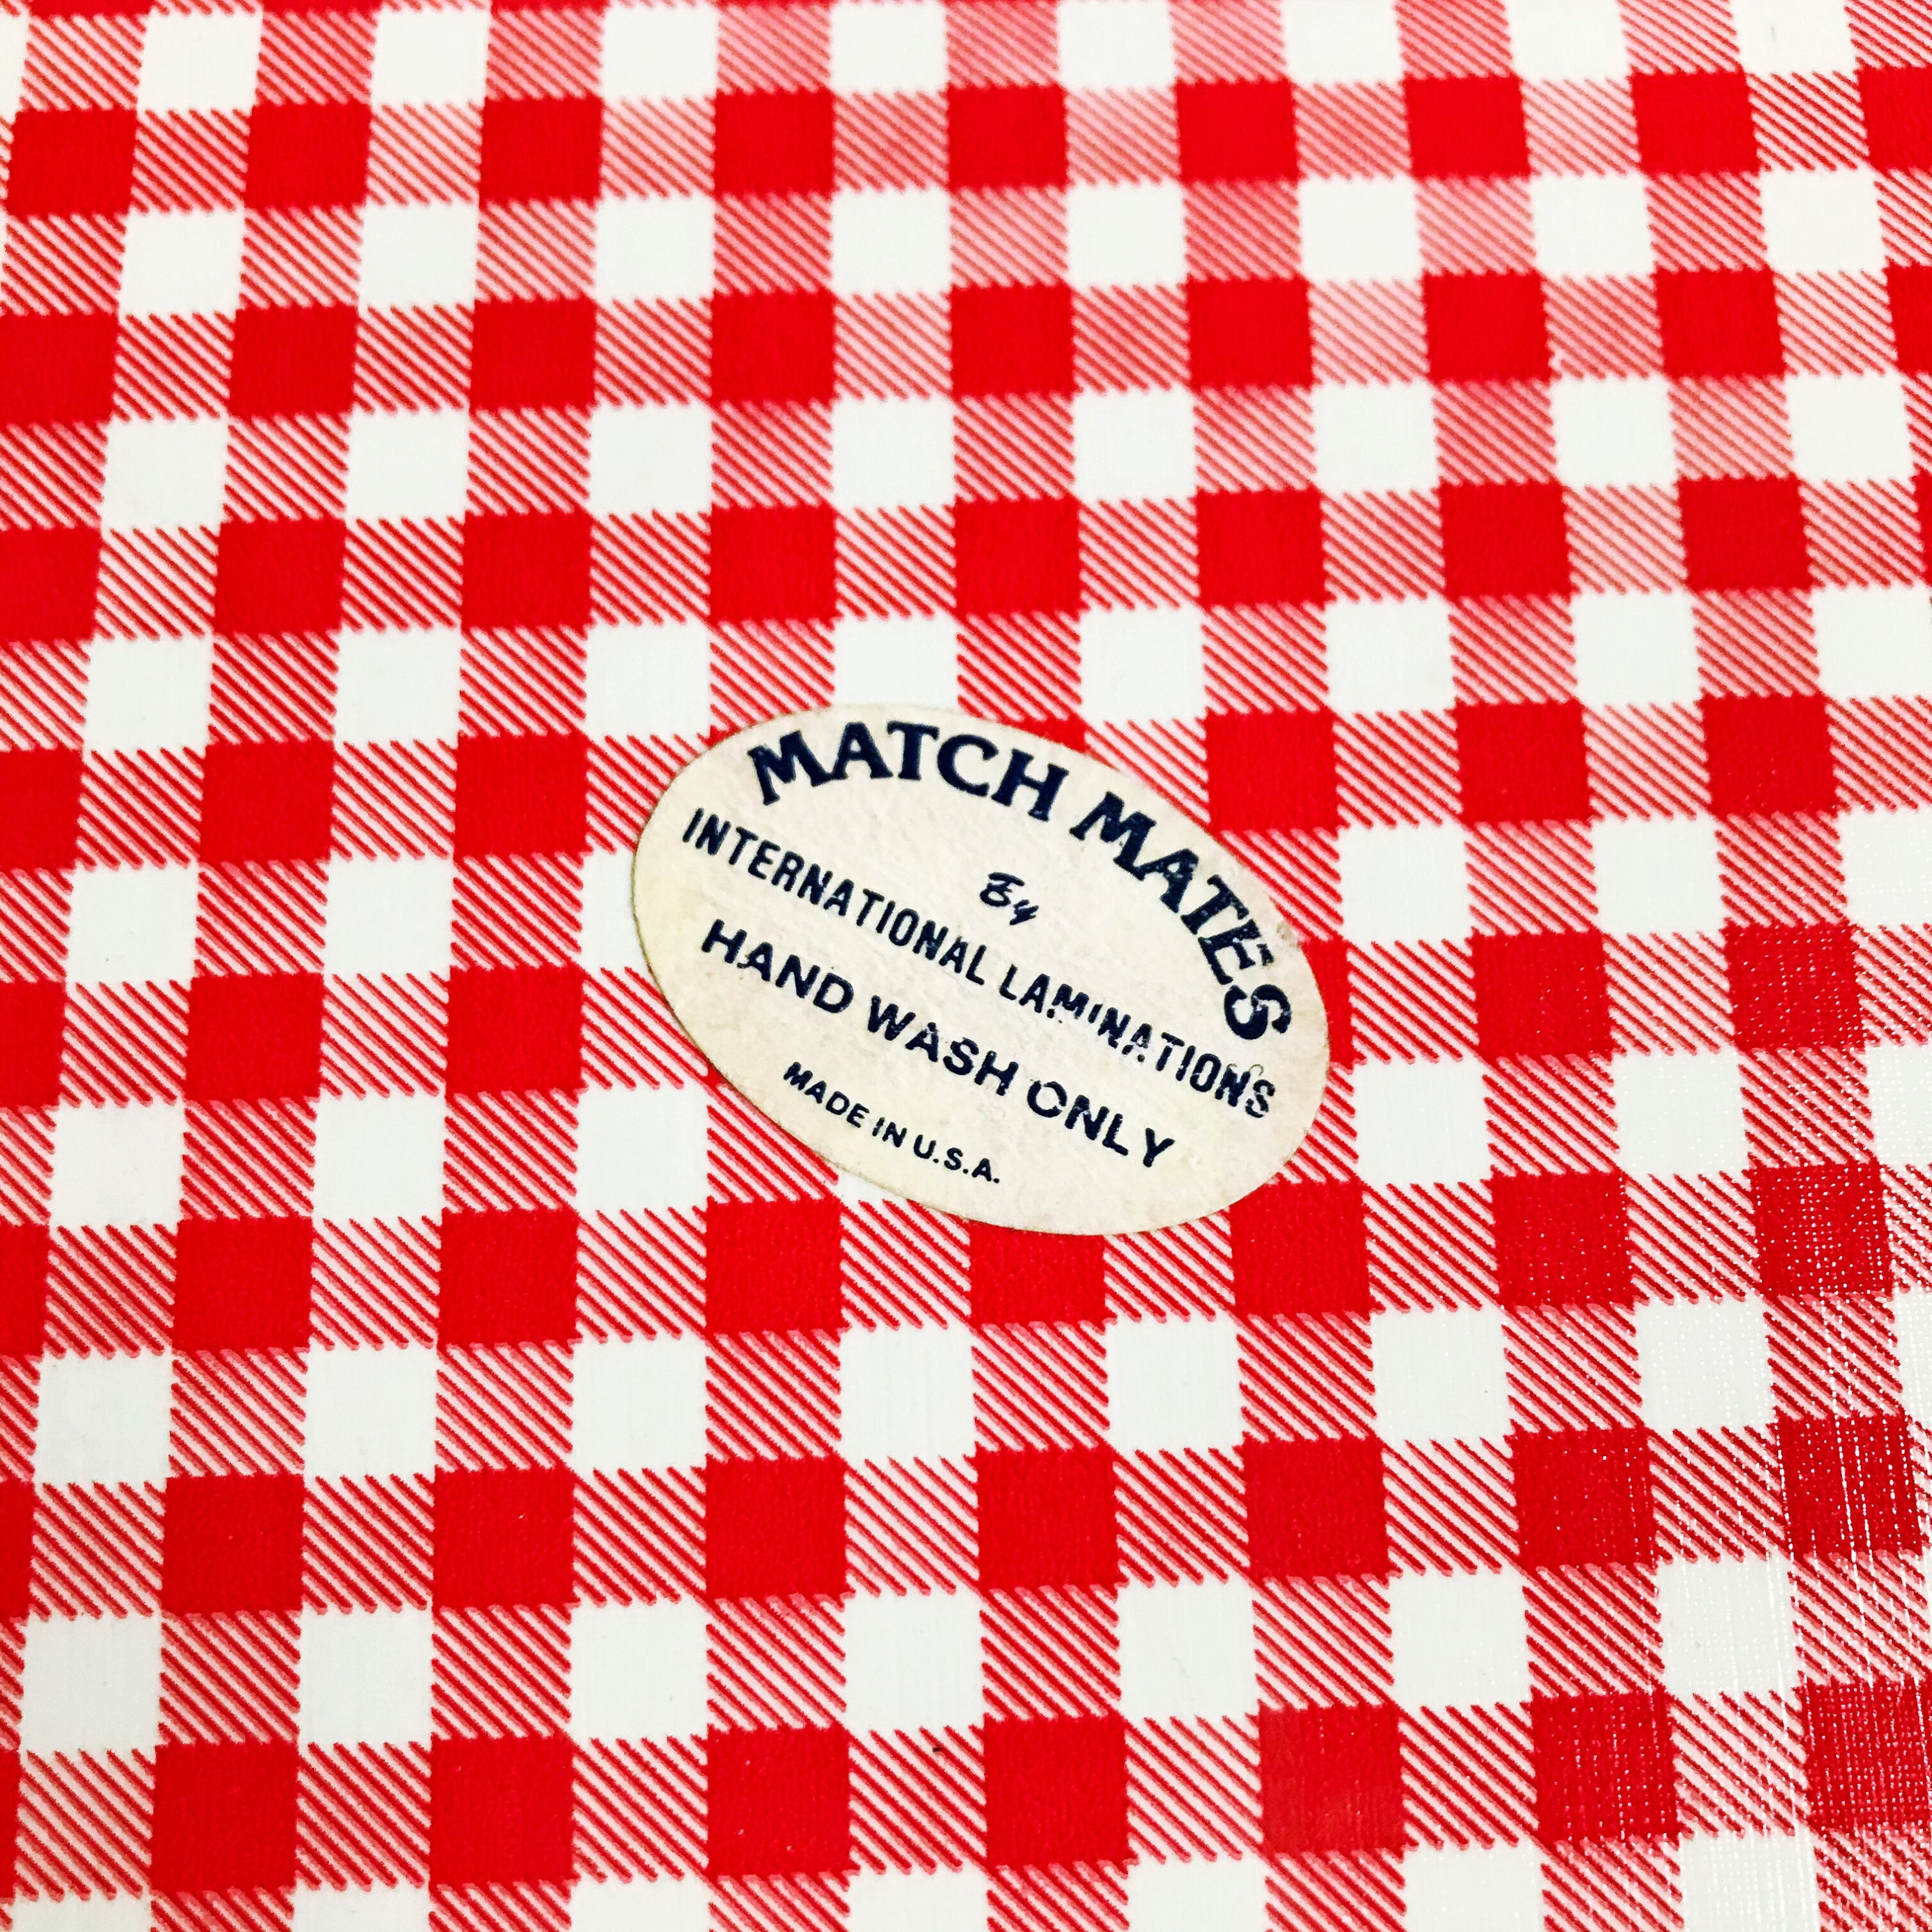 MATCH MATES
By
INTERNATIONAL LAMINATIONS
HAND WASH ONLY
MADE IN U.S.A.